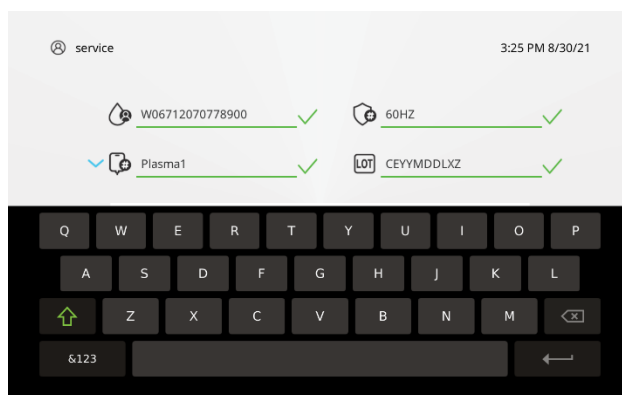 service
3:25 PM 8/30/21
W06712070778900
60HZ
Plasma1
LOT
CEYYMDDLXZ
Q W E R T Y U I O P
A S D F G H J K L
Z X C V B N M
&123